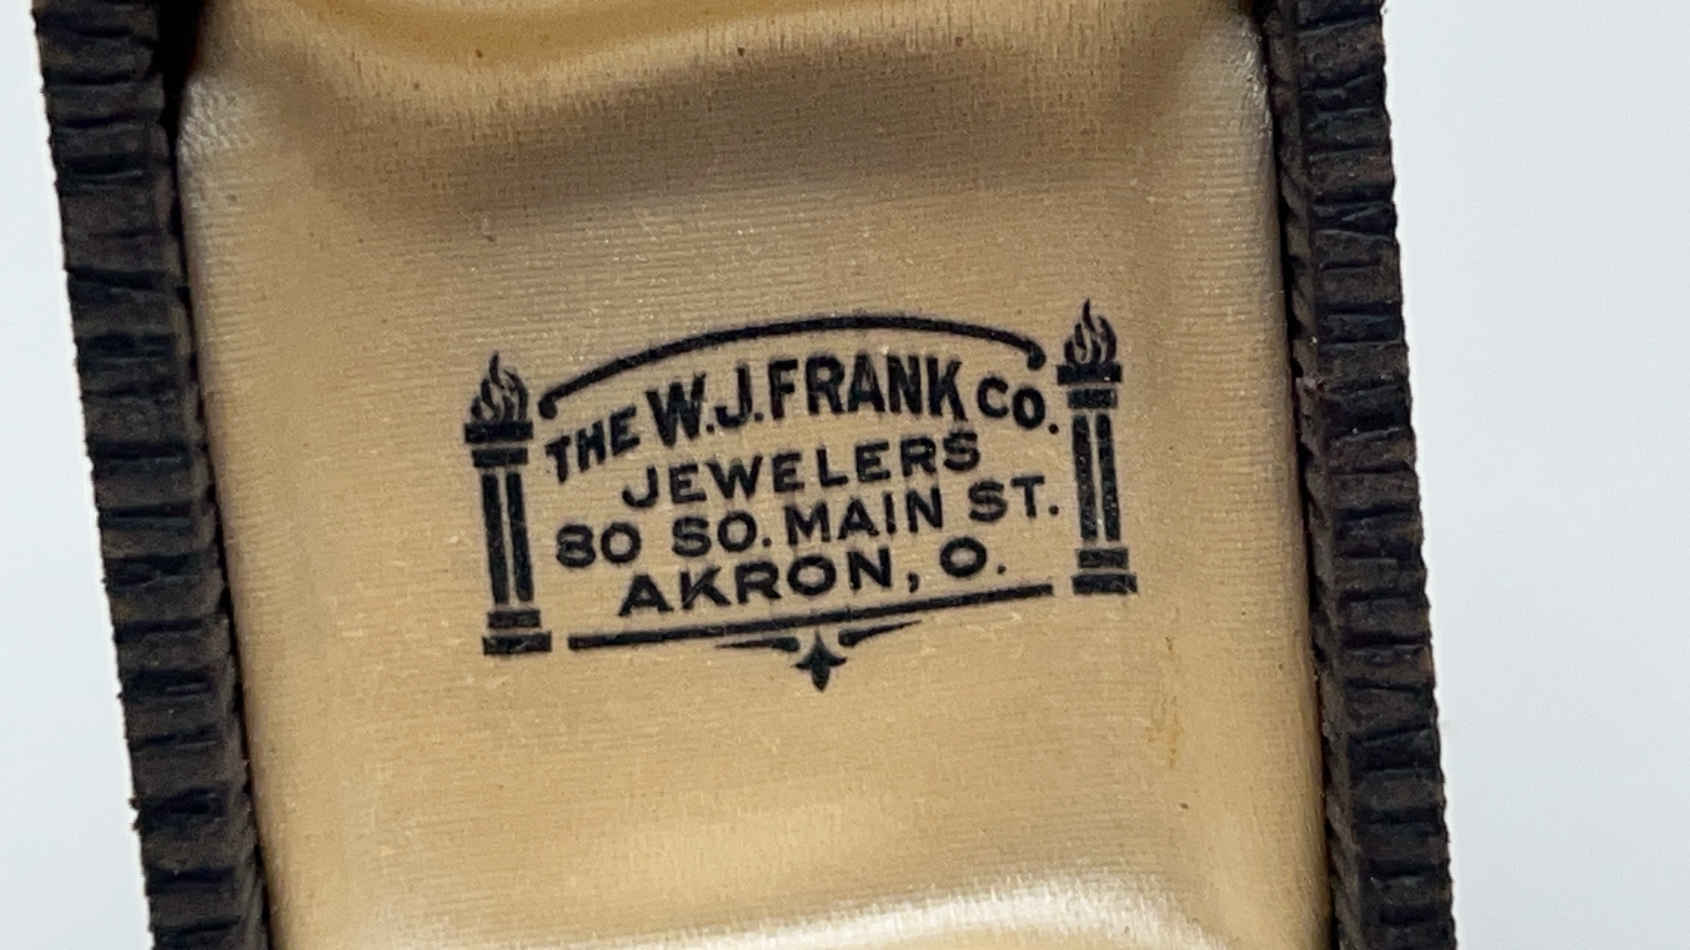 THE W.J. FRANK CO.
JEWELERS
80 SO. MAIN ST.
AKRON, O.